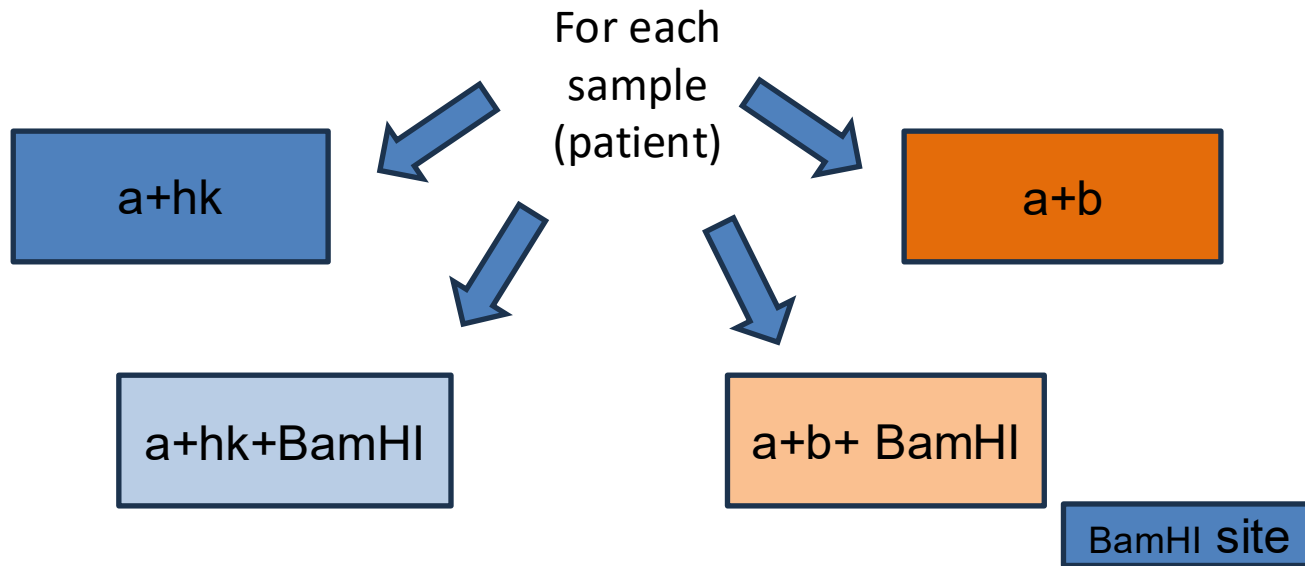 For each
sample
(patient)
a+hk
a+b
a+hk+BamHI
a+b+ BamHI
BamHI site